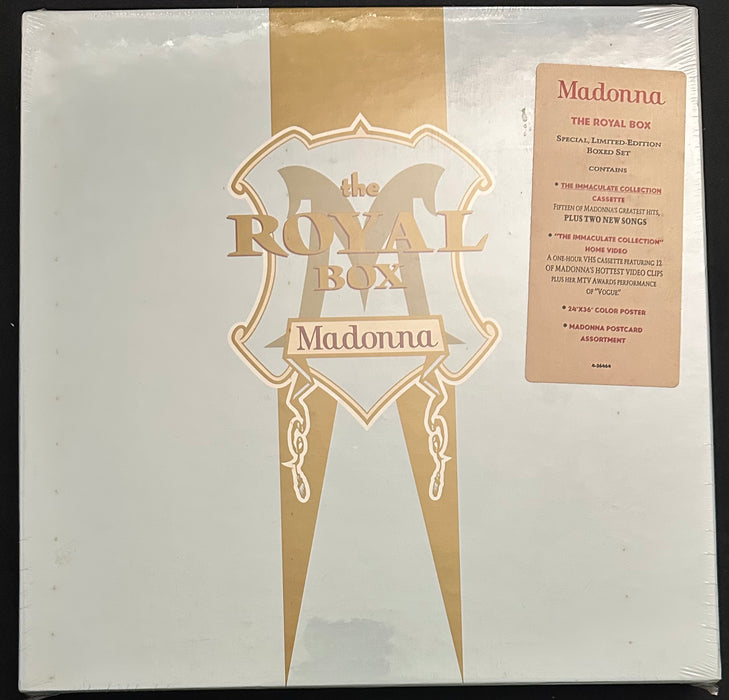 the
ROYAL
BOX
Madonna
Madonna
THE ROYAL BOX
SPECIAL, LIMITED-EDITION
BOXED SET
CONTAINS
• THE IMMACULATE COLLECTION
CASSETTE
FIFTEEN OF MADONNA'S GREATEST HITS,
PLUS TWO NEW SONGS
• "THE IMMACULATE COLLECTION"
HOME VIDEO
A ONE-HOUR VHS CASSETTE FEATURING 12
OF MADONNA'S HOTTEST VIDEO CLIPS
PLUS HER MTV AWARDS PERFORMANCE
OF "VOGUE"
• 24"X36" COLOR POSTER
• MADONNA POSTCARD
ASSORTMENT
4-26464